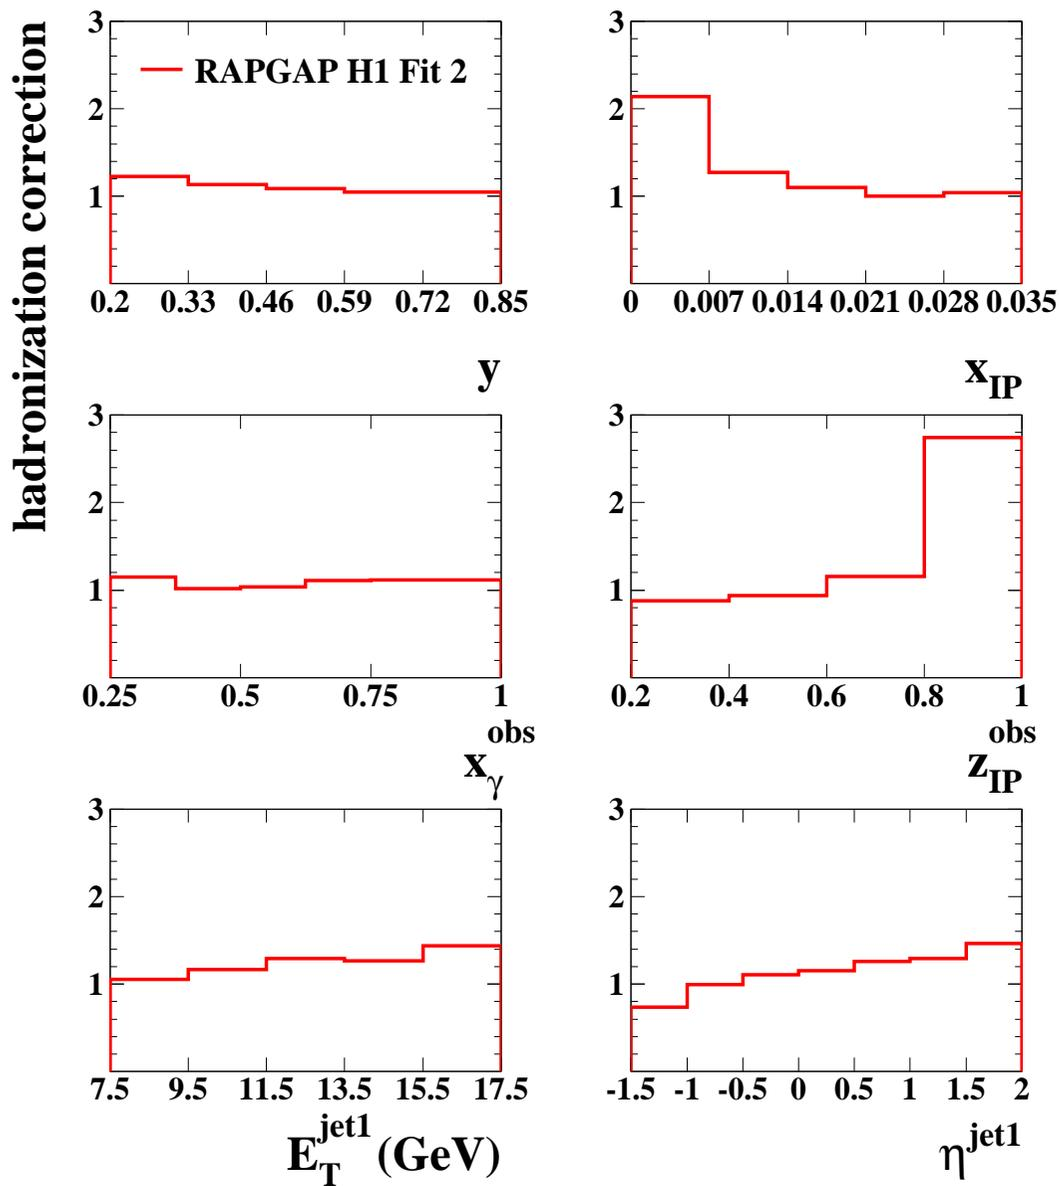 hadronization correction
3
2
1
RAPGAP H1 Fit 2
0.2 0.33 0.46 0.59 0.72 0.85
y
3
2
1
0 0.007 0.014 0.021 0.028 0.035
x_IP
3
2
1
0.25 0.5 0.75 1
obs
x_γ
3
2
1
0.2 0.4 0.6 0.8 1
obs
z_IP
3
2
1
7.5 9.5 11.5 13.5 15.5 17.5
E_T^jet1 (GeV)
3
2
1
-1.5 -1 -0.5 0 0.5 1 1.5 2
η^jet1